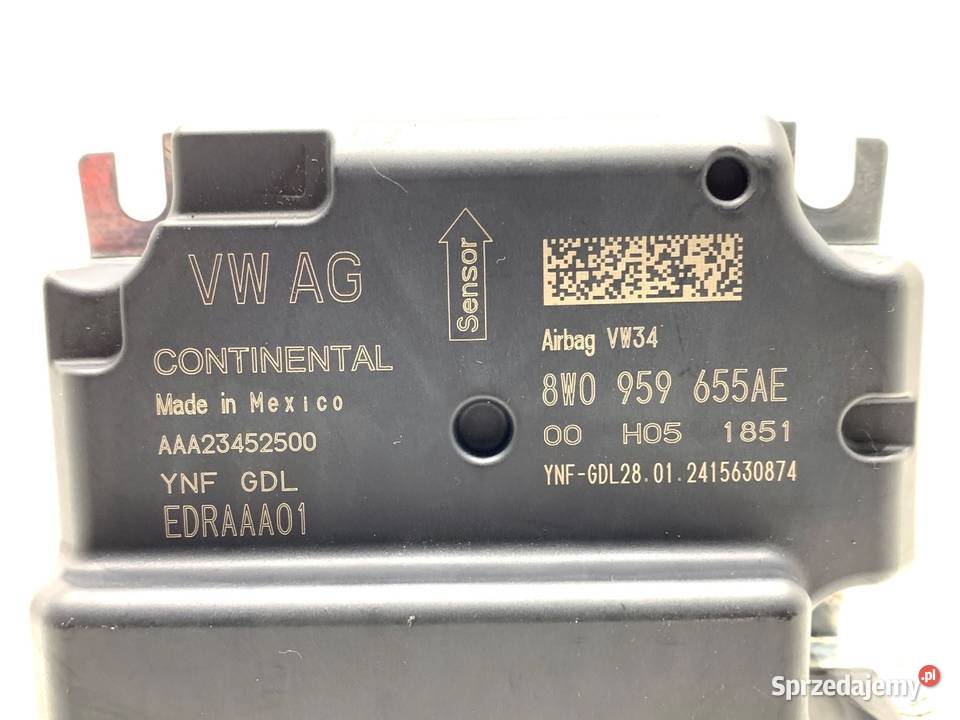 VW AG
CONTINENTAL
Made in Mexico
AAA23452500
YNF GDL
EDRAAA01
Sensor
Airbag VW34
8W0 959 655AE
00 H05 1851
YNF-GDL28.01.2415630874
Sprzedajemy.pl